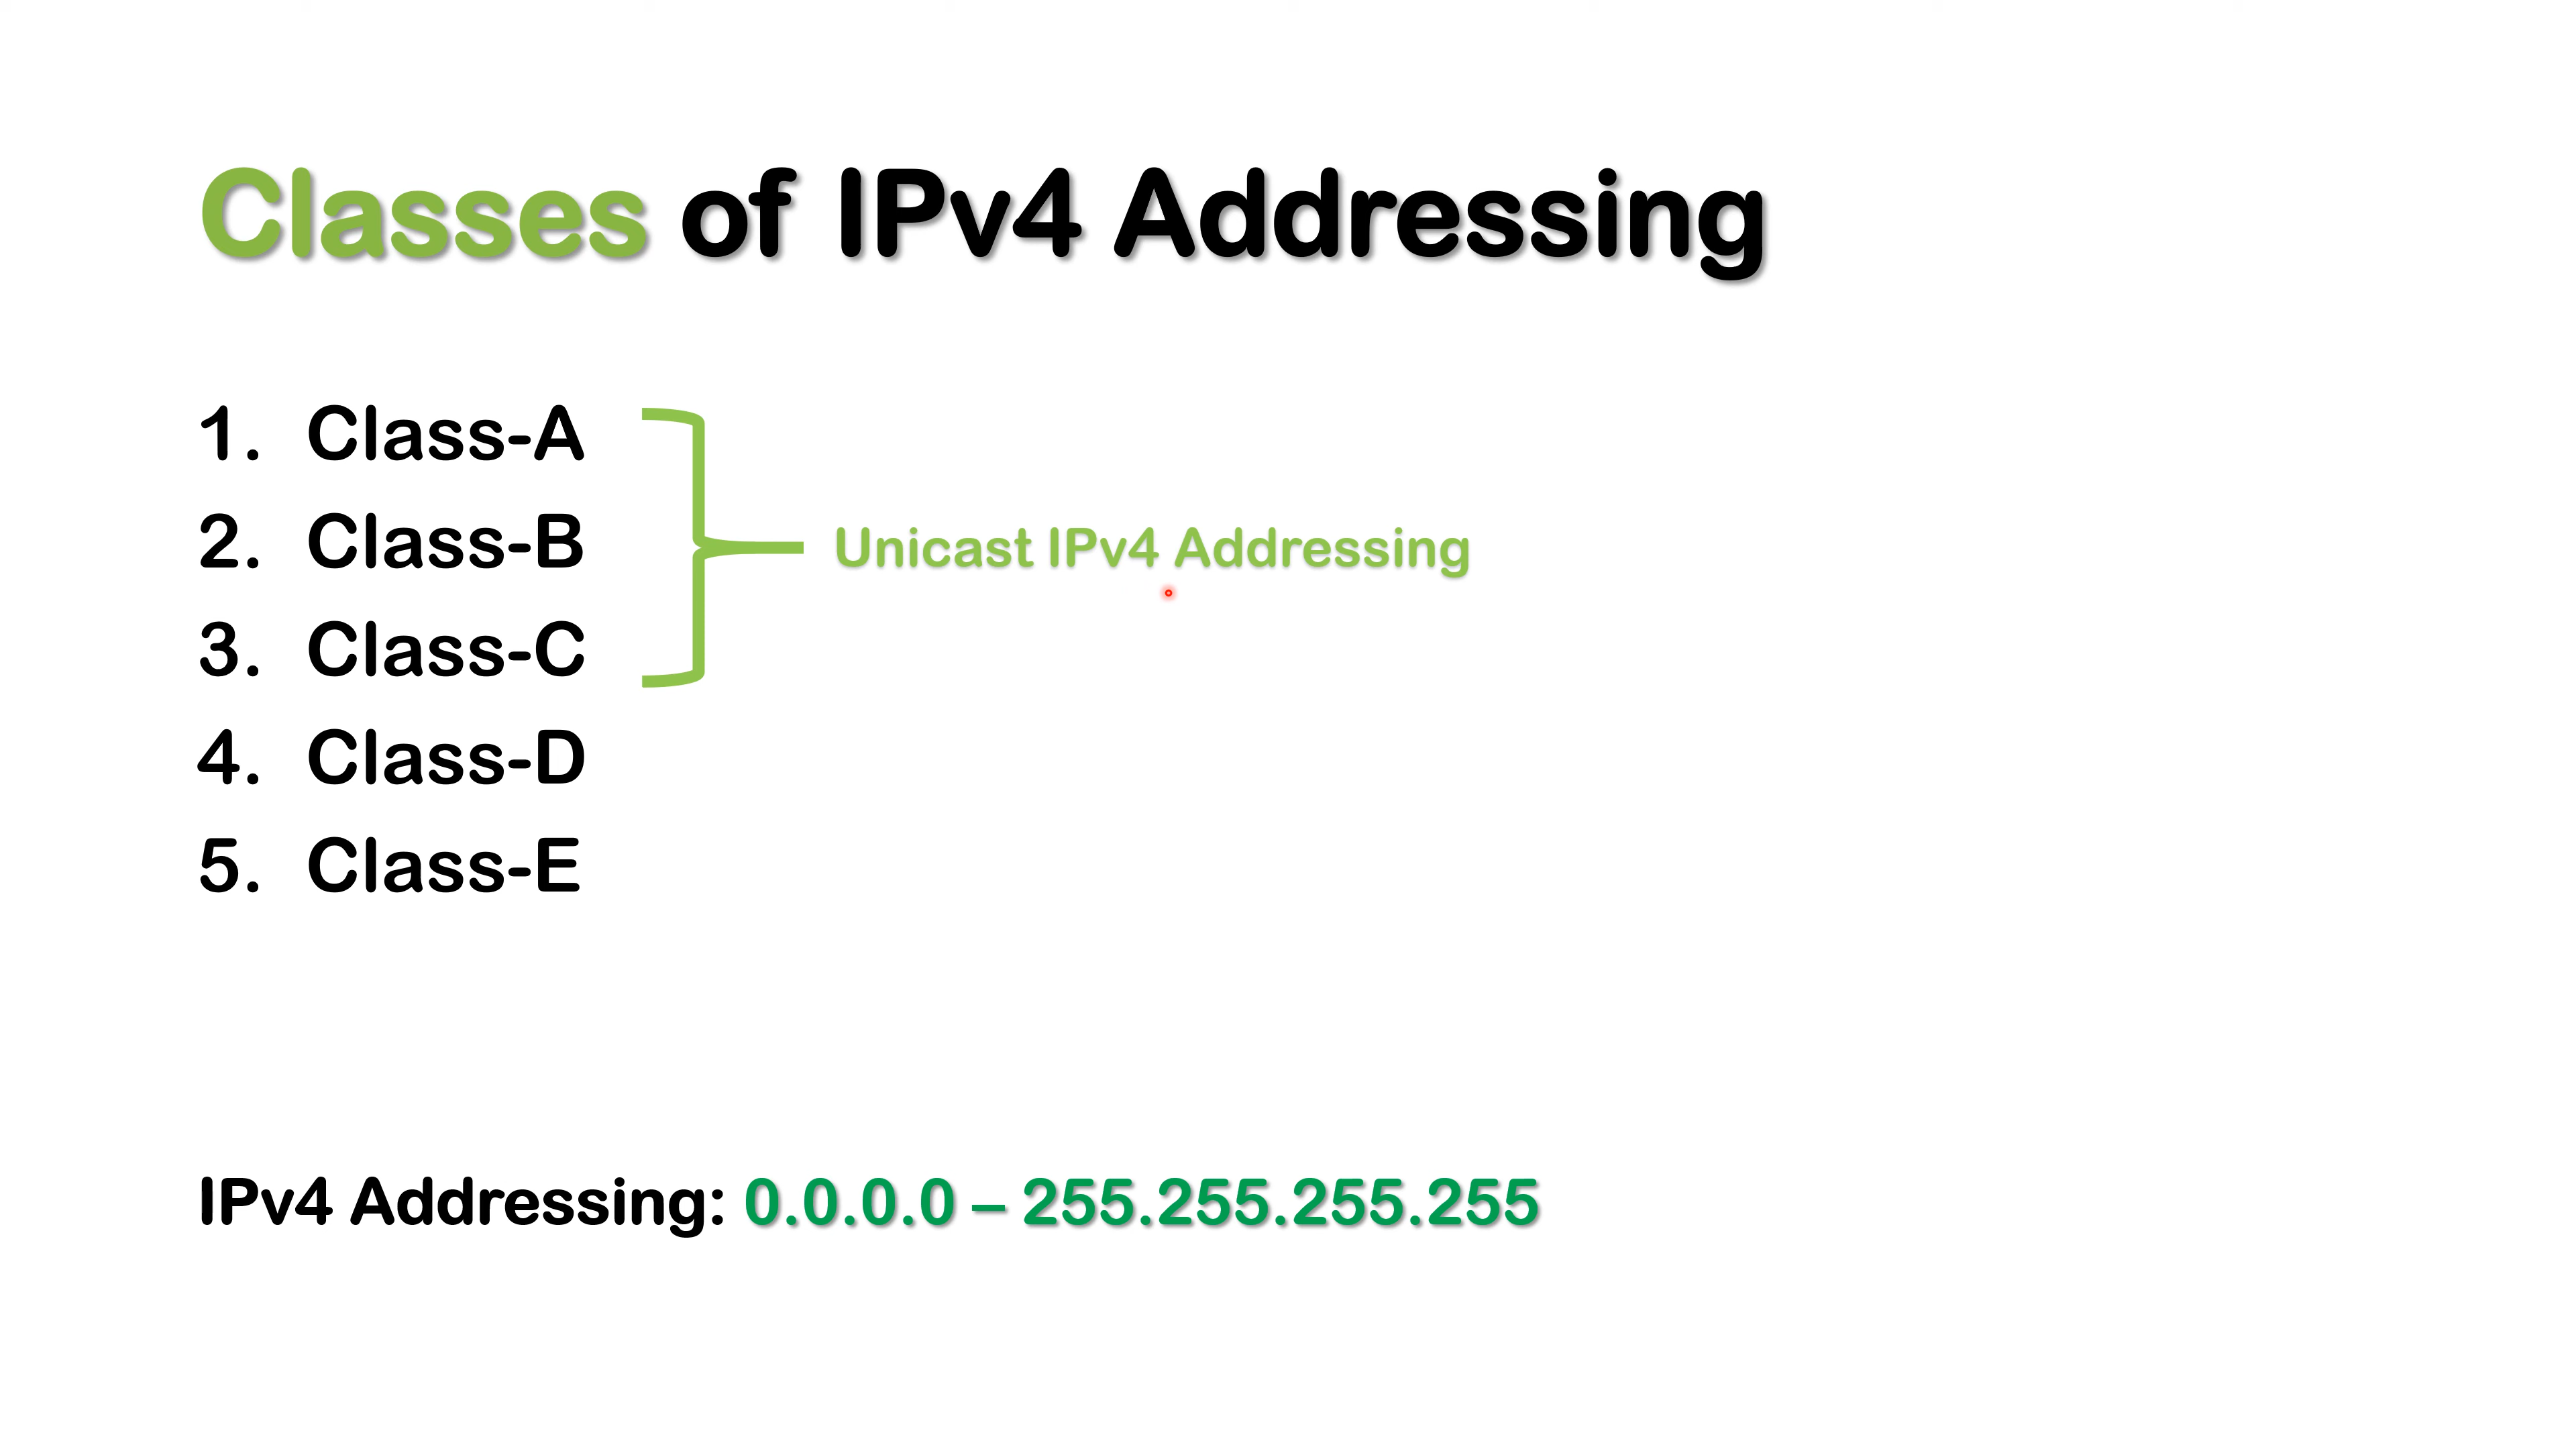 Classes of IPv4 Addressing
1. Class-A
2. Class-B
3. Class-C
4. Class-D
5. Class-E
Unicast IPv4 Addressing
IPv4 Addressing: 0.0.0.0 – 255.255.255.255